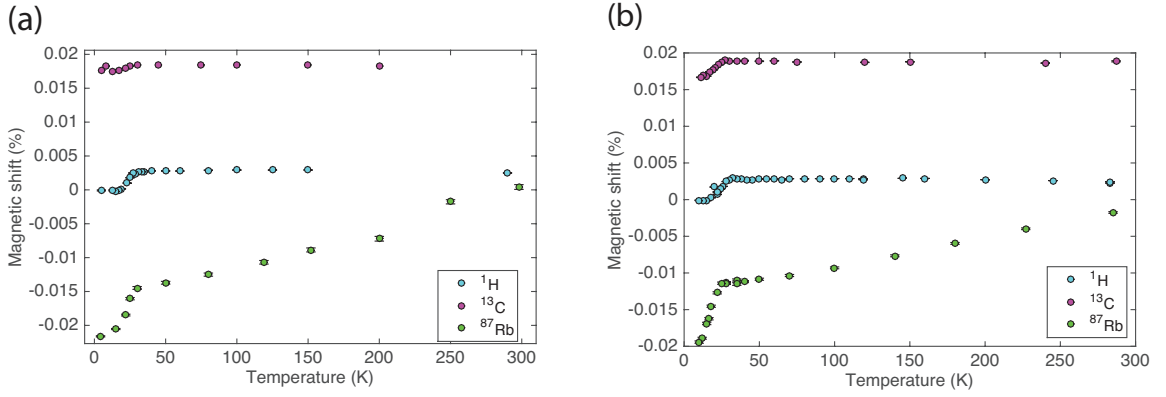 (a)
0.02
0.015
0.01
0.005
0
-0.005
-0.01
-0.015
-0.02
Magnetic shift (%)
0 50 100 150 200 250 300
Temperature (K)
¹H
¹³C
⁸⁷Rb
(b)
0.02
0.015
0.01
0.005
0
-0.005
-0.01
-0.015
-0.02
Magnetic shift (%)
0 50 100 150 200 250 300
Temperature (K)
¹H
¹³C
⁸⁷Rb